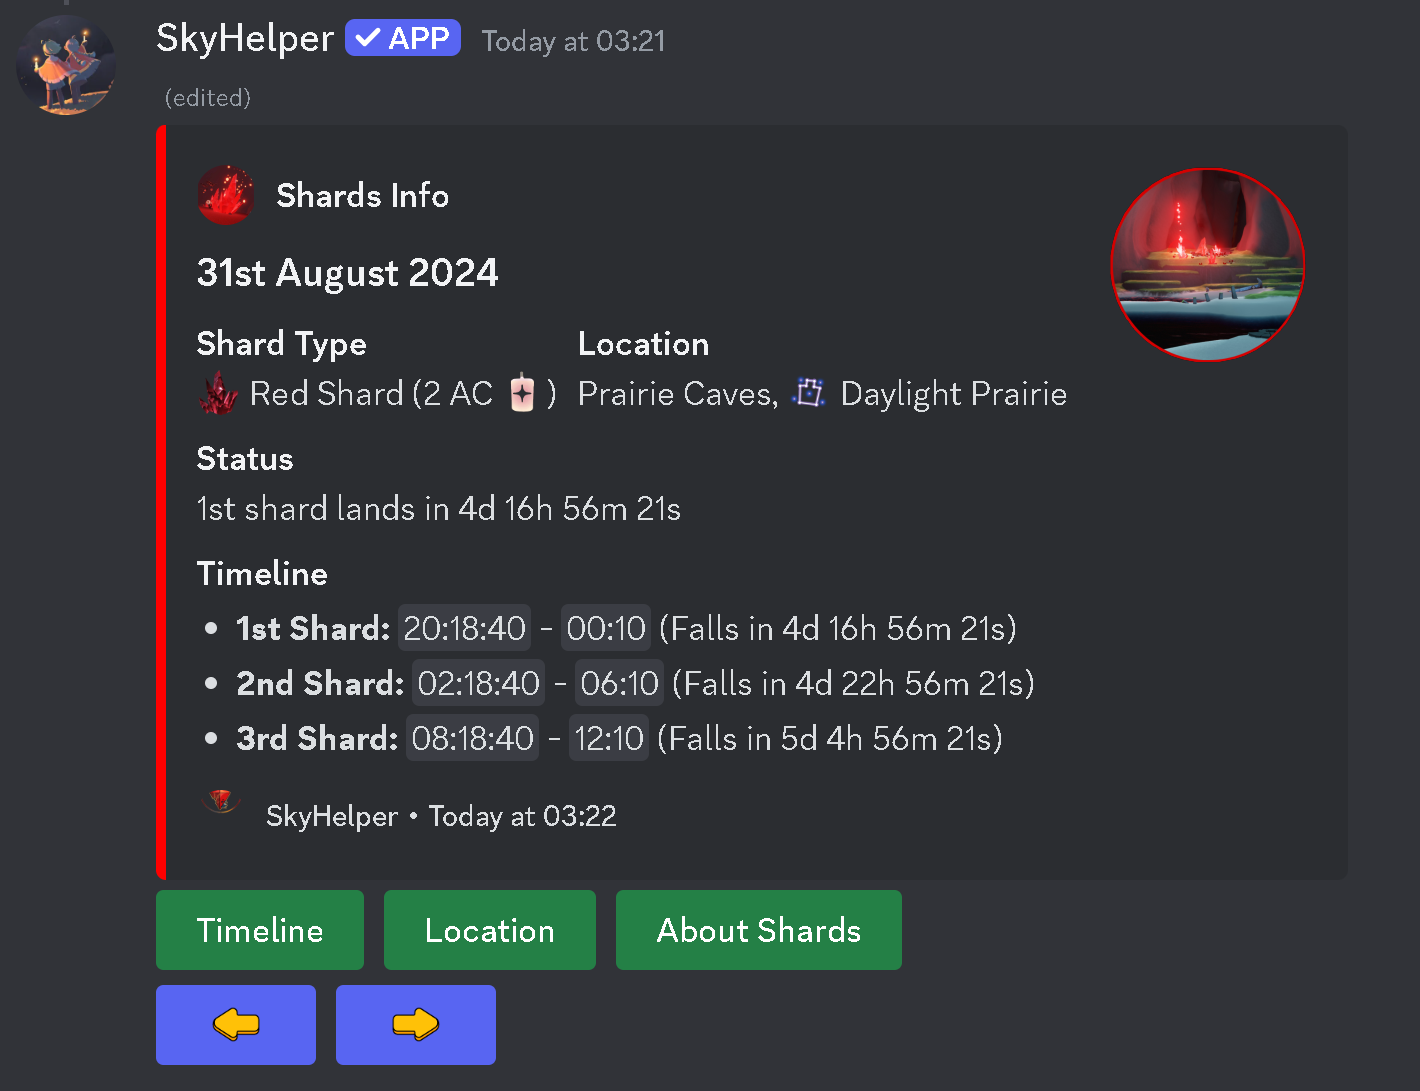 SkyHelper ✓ APP Today at 03:21
(edited)
Shards Info
31st August 2024
Shard Type Location
Red Shard (2 AC ) Prairie Caves, Daylight Prairie
Status
1st shard lands in 4d 16h 56m 21s
Timeline
• 1st Shard: 20:18:40 - 00:10 (Falls in 4d 16h 56m 21s)
• 2nd Shard: 02:18:40 - 06:10 (Falls in 4d 22h 56m 21s)
• 3rd Shard: 08:18:40 - 12:10 (Falls in 5d 4h 56m 21s)
SkyHelper • Today at 03:22
Timeline Location About Shards